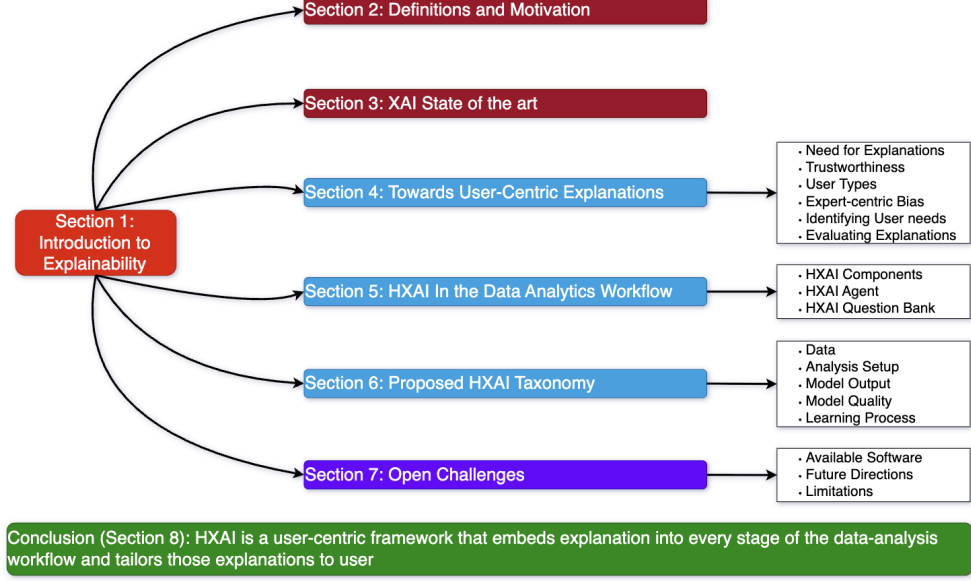 Section 2: Definitions and Motivation
Section 3: XAI State of the art
Section 4: Towards User-Centric Explanations
• Need for Explanations
• Trustworthiness
• User Types
• Expert-centric Bias
• Identifying User needs
• Evaluating Explanations
Section 1:
Introduction to
Explainability
Section 5: HXAI In the Data Analytics Workflow
• HXAI Components
• HXAI Agent
• HXAI Question Bank
Section 6: Proposed HXAI Taxonomy
• Data
• Analysis Setup
• Model Output
• Model Quality
• Learning Process
Section 7: Open Challenges
• Available Software
• Future Directions
• Limitations
Conclusion (Section 8): HXAI is a user-centric framework that embeds explanation into every stage of the data-analysis
workflow and tailors those explanations to user